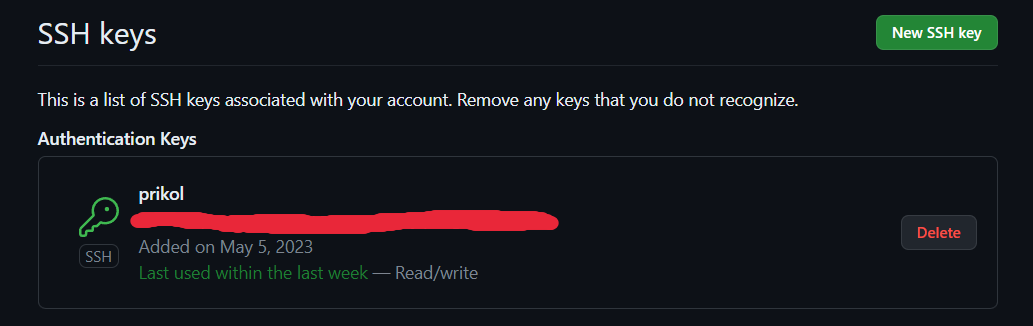 SSH keys
New SSH key
This is a list of SSH keys associated with your account. Remove any keys that you do not recognize.
Authentication Keys
prikol
Added on May 5, 2023
Last used within the last week — Read/write
SSH
Delete